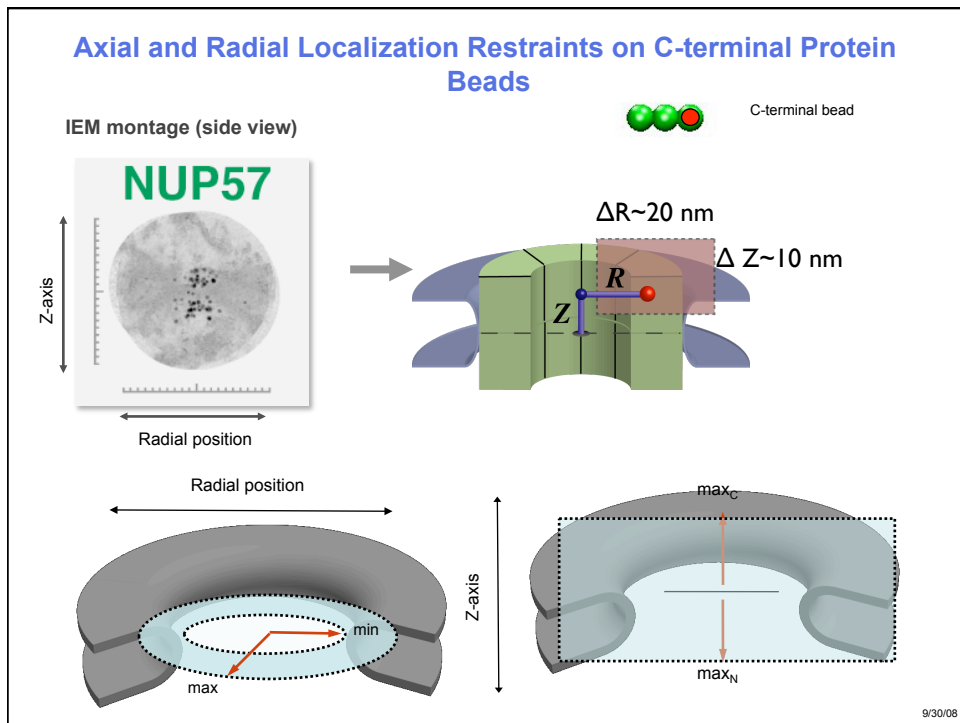 Axial and Radial Localization Restraints on C-terminal Protein
Beads
C-terminal bead
IEM montage (side view)
NUP57
Z-axis
Radial position
ΔR~20 nm
Δ Z~10 nm
R
Z
Radial position
min
max
Z-axis
maxC
maxN
9/30/08